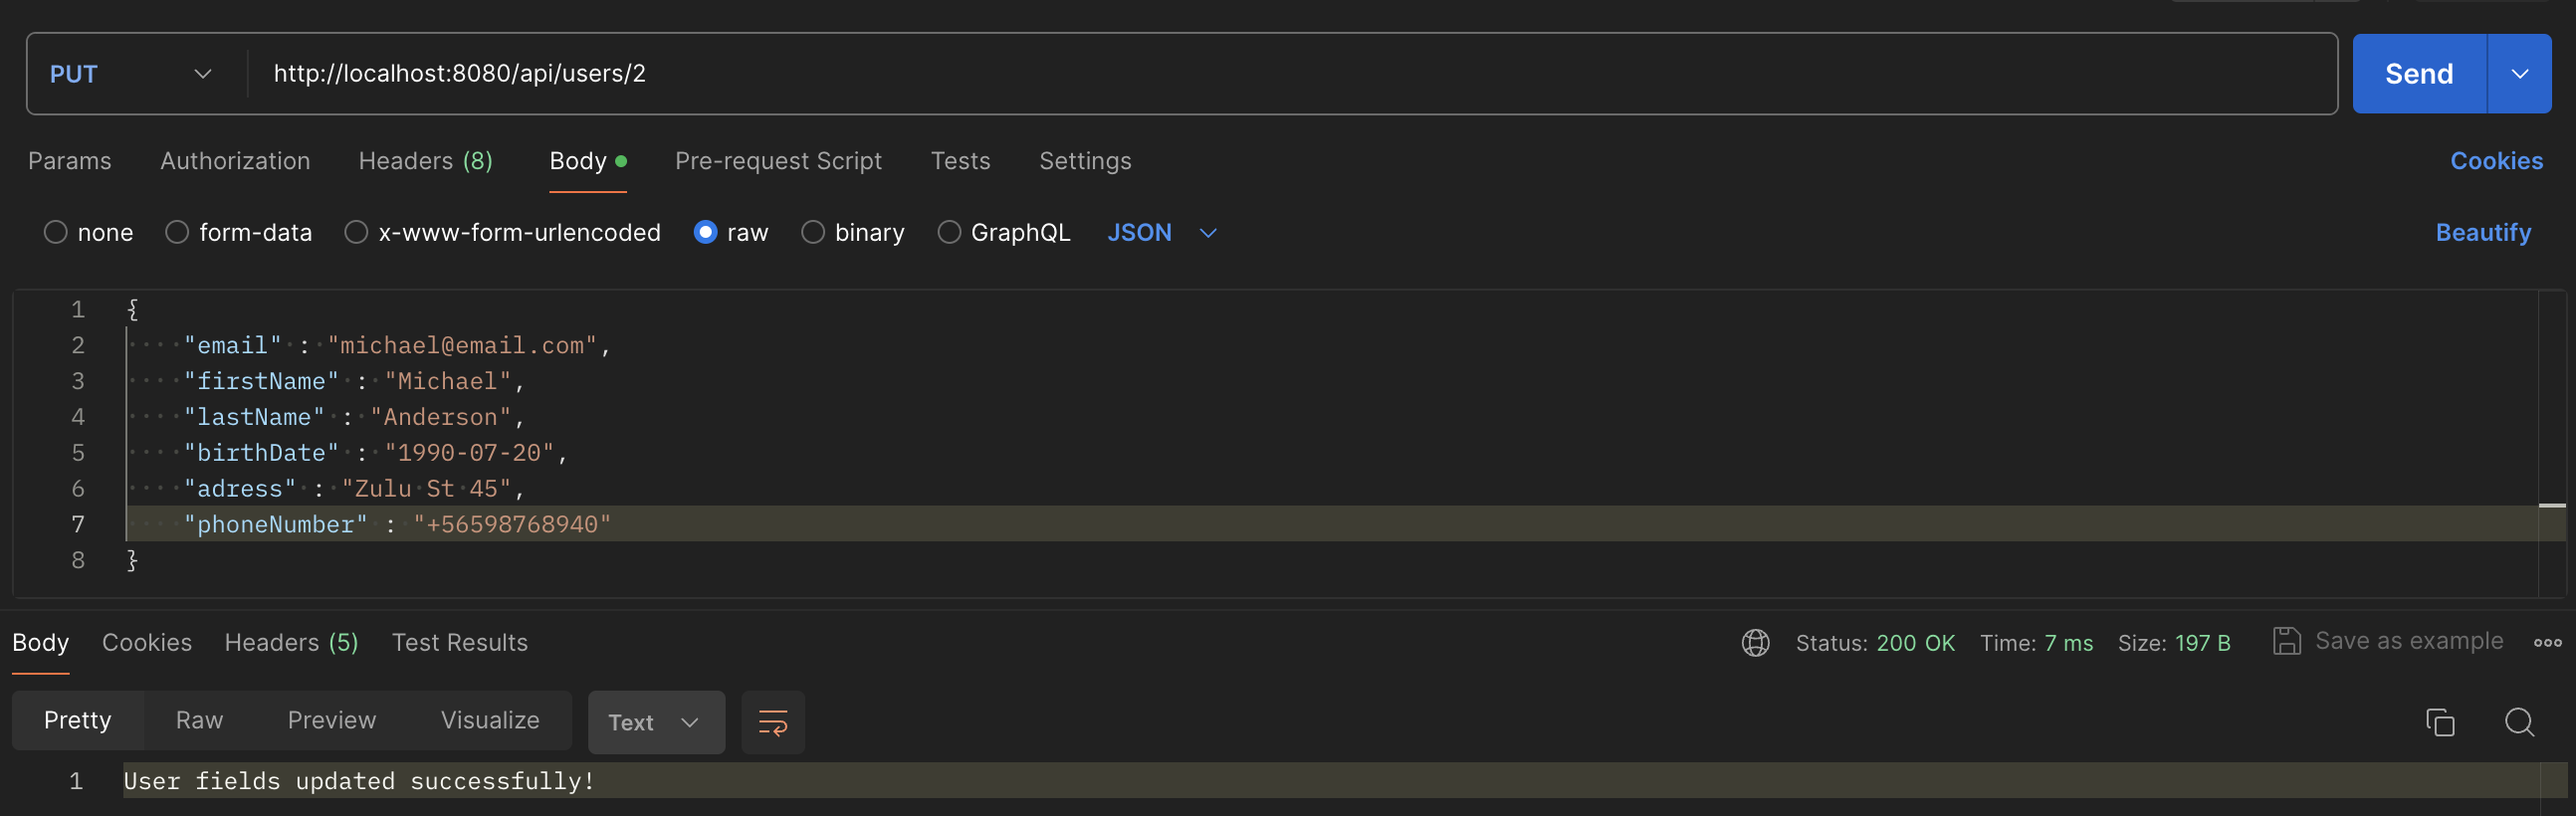 PUT http://localhost:8080/api/users/2 Send
Params Authorization Headers (8) Body Pre-request Script Tests Settings Cookies
none form-data x-www-form-urlencoded raw binary GraphQL JSON Beautify
1 {
2 "email" : "michael@email.com",
3 "firstName" : "Michael",
4 "lastName" : "Anderson",
5 "birthDate" : "1990-07-20",
6 "adress" : "Zulu St 45",
7 "phoneNumber" : "+56598768940"
8 }
Body Cookies Headers (5) Test Results Status: 200 OK Time: 7 ms Size: 197 B Save as example
Pretty Raw Preview Visualize Text
1 User fields updated successfully!